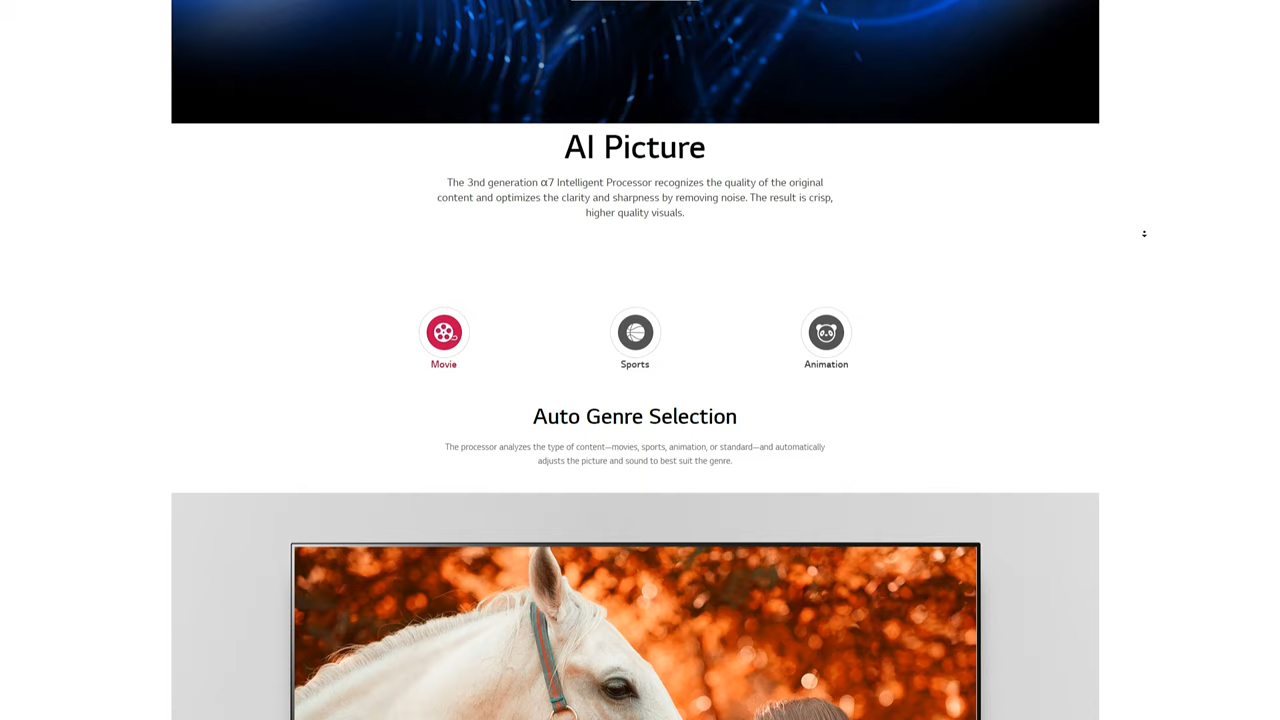 AI Picture
The 3nd generation α7 Intelligent Processor recognizes the quality of the original
content and optimizes the clarity and sharpness by removing noise. The result is crisp,
higher quality visuals.
Movie
Sports
Animation
Auto Genre Selection
The processor analyzes the type of content—movies, sports, animation, or standard—and automatically
adjusts the picture and sound to best suit the genre.